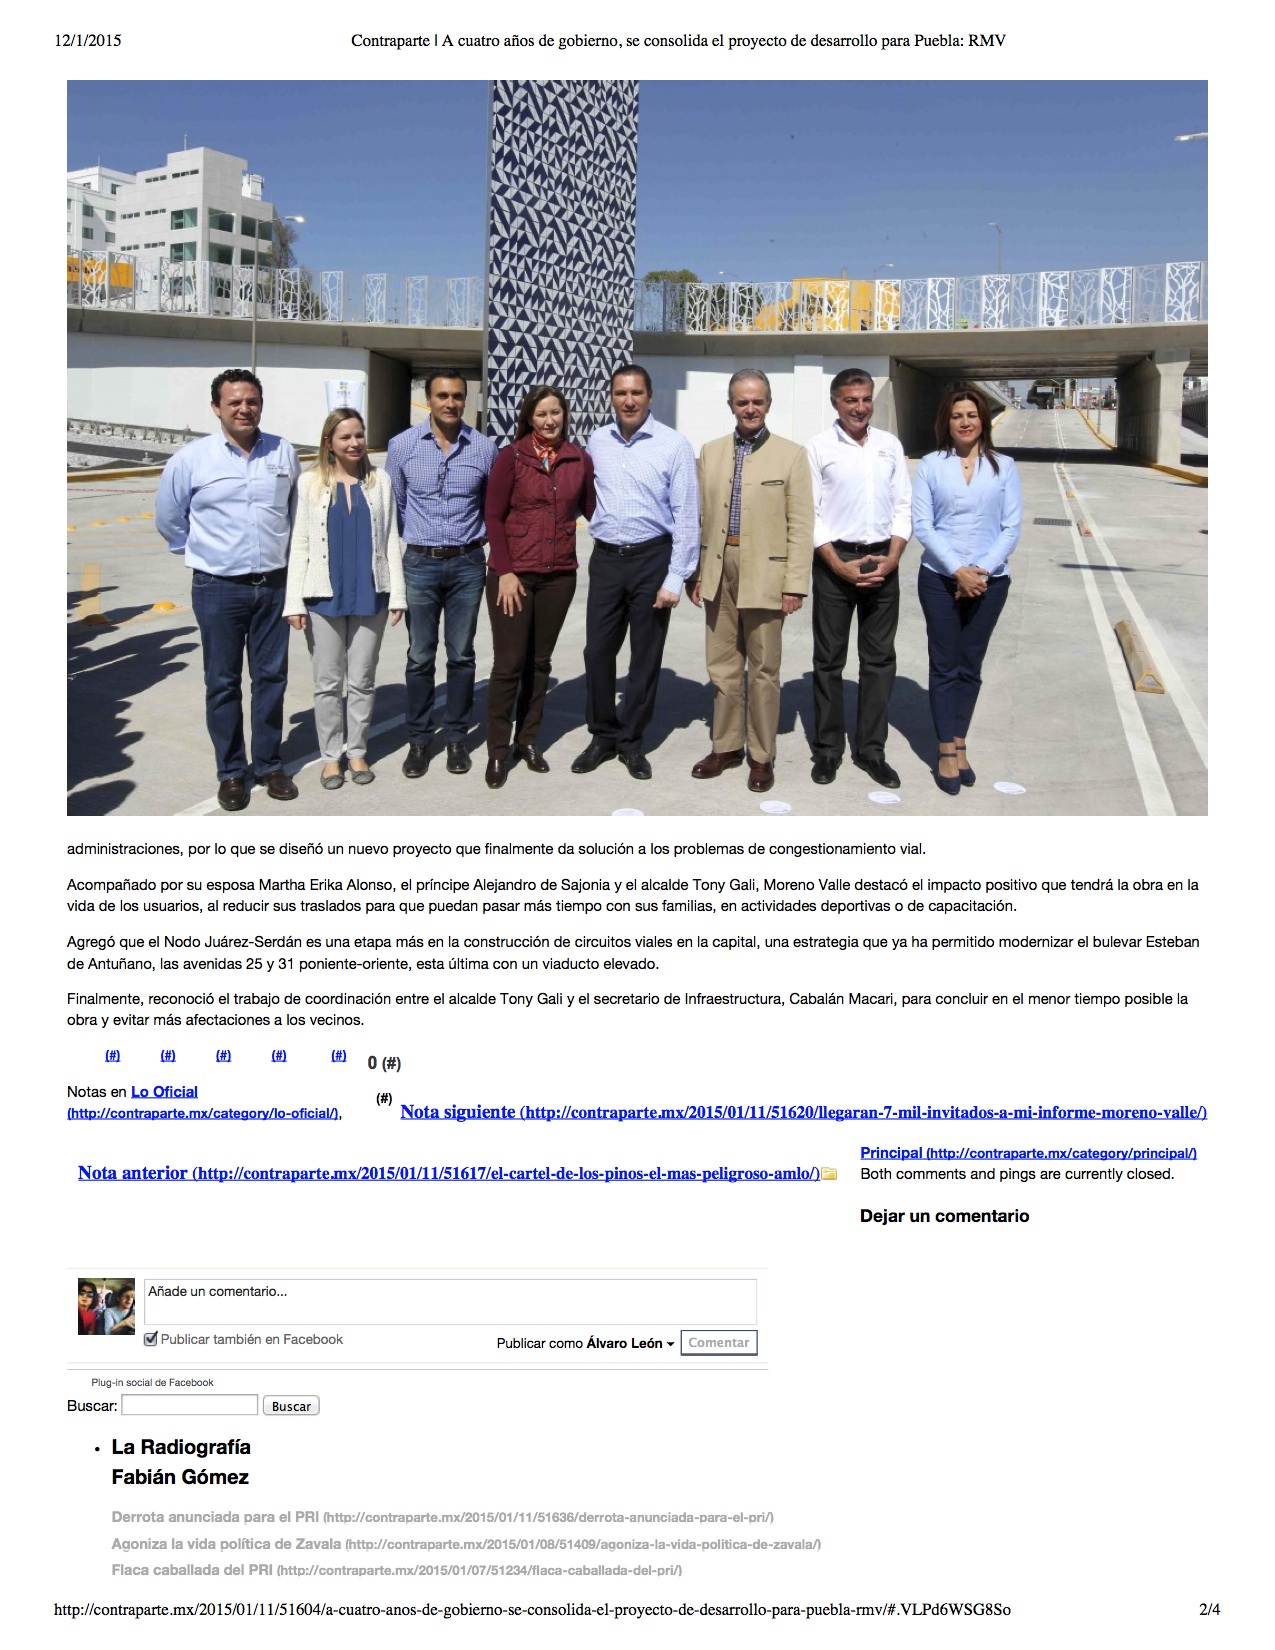 12/1/2015
Contraparte | A cuatro años de gobierno, se consolida el proyecto de desarrollo para Puebla: RMV
administraciones, por lo que se diseñó un nuevo proyecto que finalmente da solución a los problemas de congestionamiento vial.
Acompañado por su esposa Martha Erika Alonso, el príncipe Alejandro de Sajonia y el alcalde Tony Gali, Moreno Valle destacó el impacto positivo que tendrá la obra en la
vida de los usuarios, al reducir sus traslados para que puedan pasar más tiempo con sus familias, en actividades deportivas o de capacitación.
Agregó que el Nodo Juárez-Serdán es una etapa más en la construcción de circuitos viales en la capital, una estrategia que ya ha permitido modernizar el bulevar Esteban
de Antuñano, las avenidas 25 y 31 poniente-oriente, esta última con un viaducto elevado.
Finalmente, reconoció el trabajo de coordinación entre el alcalde Tony Gali y el secretario de Infraestructura, Cabalán Macari, para concluir en el menor tiempo posible la
obra y evitar más afectaciones a los vecinos.
(#) (#) (#) (#) (#) 0 (#)
Notas en Lo Oficial
(http://contraparte.mx/category/lo-oficial/),
(#)
Nota siguiente (http://contraparte.mx/2015/01/11/51620/llegaran-7-mil-invitados-a-mi-informe-moreno-valle/)
Nota anterior (http://contraparte.mx/2015/01/11/51617/el-cartel-de-los-pinos-el-mas-peligroso-amlo/)
Principal (http://contraparte.mx/category/principal/)
Both comments and pings are currently closed.
Dejar un comentario
Añade un comentario...
Publicar también en Facebook
Publicar como Álvaro León
Comentar
Plug-in social de Facebook
Buscar:
Buscar
• La Radiografía
Fabián Gómez
Derrota anunciada para el PRI (http://contraparte.mx/2015/01/11/51636/derrota-anunciada-para-el-pri/)
Agoniza la vida política de Zavala (http://contraparte.mx/2015/01/08/51409/agoniza-la-vida-politica-de-zavala/)
Flaca caballada del PRI (http://contraparte.mx/2015/01/07/51234/flaca-caballada-del-pri/)
http://contraparte.mx/2015/01/11/51604/a-cuatro-anos-de-gobierno-se-consolida-el-proyecto-de-desarrollo-para-puebla-rmv/#.VLPd6WSG8So
2/4